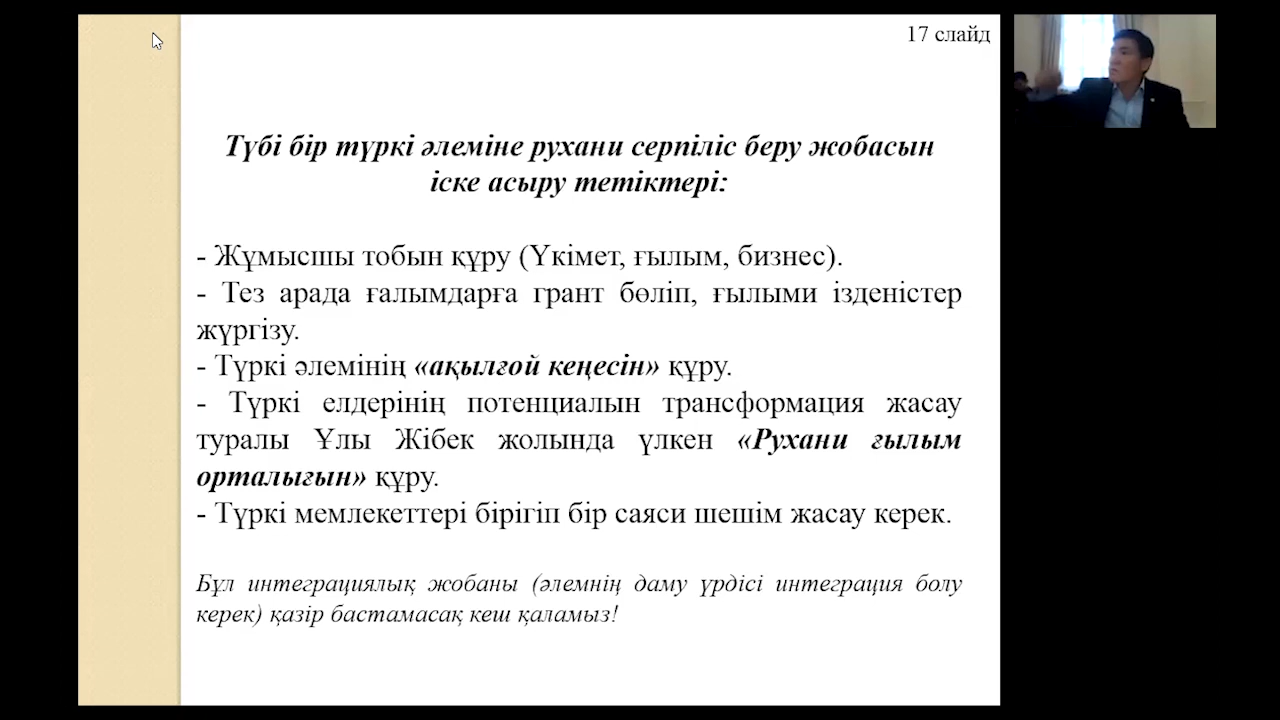 17 слайд
Түбі бір түркі әлеміне рухани серпіліс беру жобасын
іске асыру тетіктері:
- Жұмысшы тобын құру (Үкімет, ғылым, бизнес).
- Тез арада ғалымдарға грант бөліп, ғылыми ізденістер
жүргізу.
- Түркі әлемінің «ақылғой кеңесін» құру.
- Түркі елдерінің потенциалын трансформация жасау
туралы Ұлы Жібек жолында үлкен «Рухани ғылым
орталығын» құру.
- Түркі мемлекеттері бірігіп бір саяси шешім жасау керек.
Бұл интеграциялық жобаны (әлемнің даму үрдісі интеграция болу
керек) қазір бастамасақ кеш қаламыз!